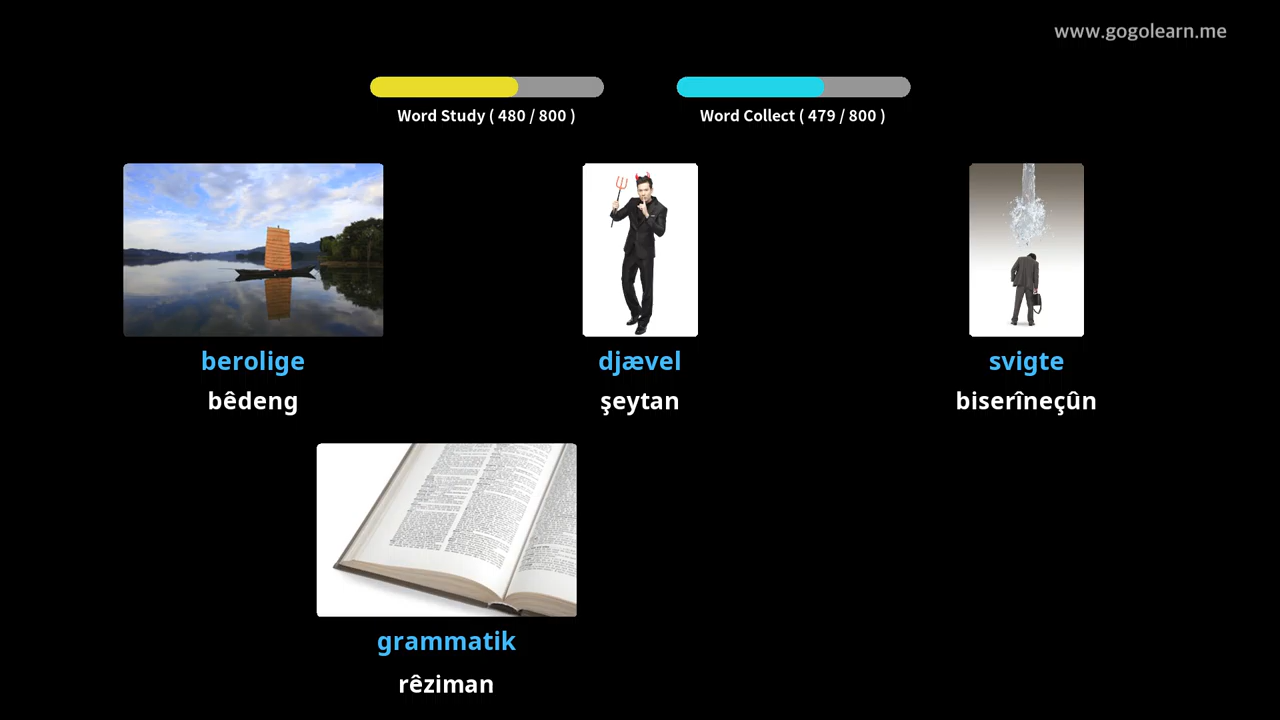 www.gogolearn.me
Word Study ( 480 / 800 )
Word Collect ( 479 / 800 )
berolige
djævel
svigte
bêdeng
şeytan
biserîneçûn
grammatik
rêziman